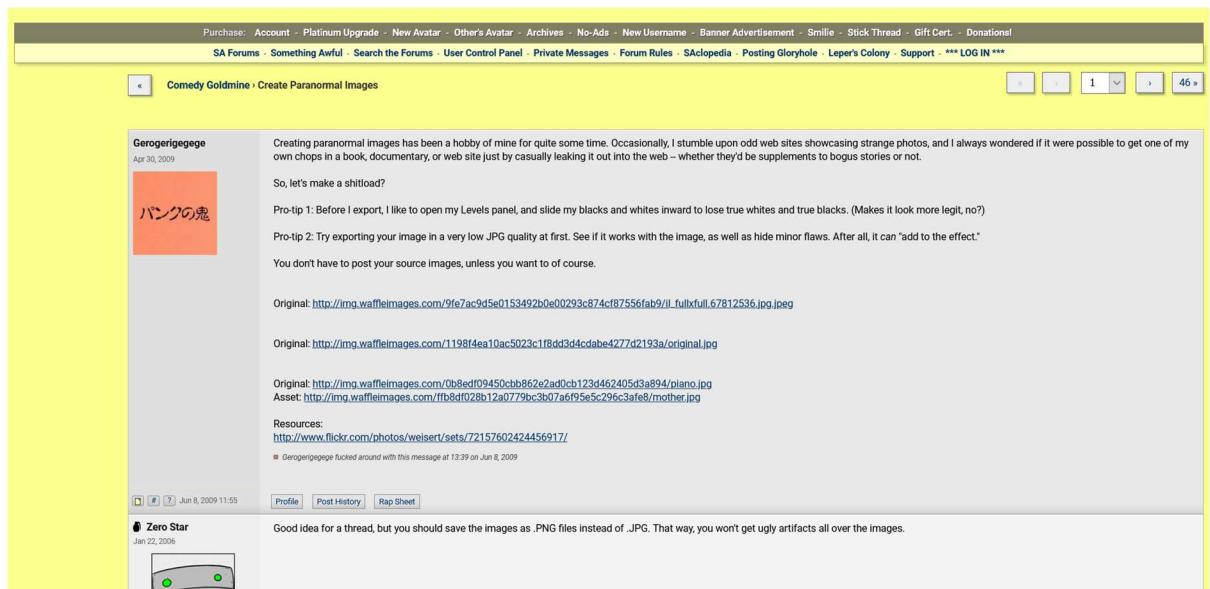 Purchase: Account - Platinum Upgrade - New Avatar - Other's Avatar - Archives - No-Ads - New Username - Banner Advertisement - Smilie - Stick Thread - Gift Cert. - Donations!
SA Forums - Something Awful - Search the Forums - User Control Panel - Private Messages - Forum Rules - SAclopedia - Posting Gloryhole - Leper's Colony - Support - *** LOG IN ***
« Comedy Goldmine › Create Paranormal Images « ‹ 1 › 46 »
Gerogerigegege
Apr 30, 2009
パンクの鬼
Creating paranormal images has been a hobby of mine for quite some time. Occasionally, I stumble upon odd web sites showcasing strange photos, and I always wondered if it were possible to get one of my
own chops in a book, documentary, or web site just by casually leaking it out into the web -- whether they'd be supplements to bogus stories or not.
So, let's make a shitload?
Pro-tip 1: Before I export, I like to open my Levels panel, and slide my blacks and whites inward to lose true whites and true blacks. (Makes it look more legit, no?)
Pro-tip 2: Try exporting your image in a very low JPG quality at first. See if it works with the image, as well as hide minor flaws. After all, it can "add to the effect."
You don't have to post your source images, unless you want to of course.
Original: http://img.waffleimages.com/9fe7ac9d5e0153492b0e00293c874cf87556fab9/il_fullxfull.67812536.jpg.jpeg
Original: http://img.waffleimages.com/1198f4ea10ac5023c1f8dd3d4cdabe4277d2193a/original.jpg
Original: http://img.waffleimages.com/0b8edf09450cbb862e2ad0cb123d462405d3a894/piano.jpg
Asset: http://img.waffleimages.com/ffb8df028b12a0779bc3b07a6f95e5c296c3afe8/mother.jpg
Resources:
http://www.flickr.com/photos/weisert/sets/72157602424456917/
Gerogerigegege fucked around with this message at 13:39 on Jun 8, 2009
# ? Jun 8, 2009 11:55
Profile Post History Rap Sheet
Zero Star
Jan 22, 2006
Good idea for a thread, but you should save the images as .PNG files instead of .JPG. That way, you won't get ugly artifacts all over the images.